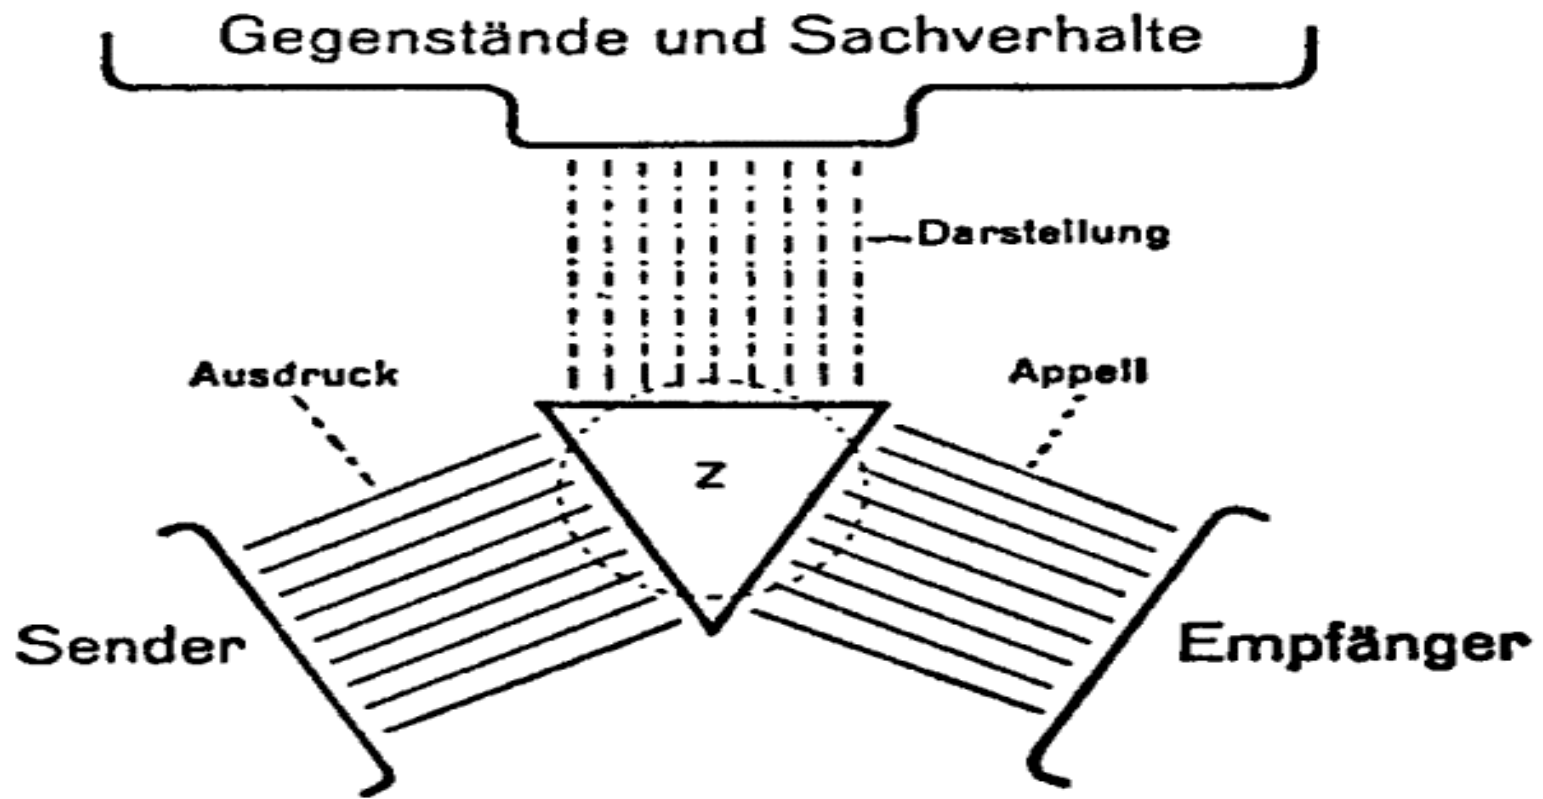 Gegenstände und Sachverhalte
Darstellung
Ausdruck
Appell
Z
Sender
Empfänger